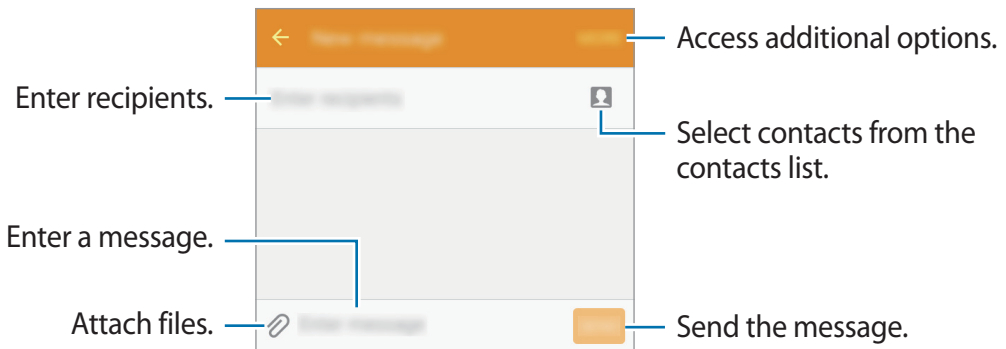 Access additional options.
Enter recipients.
Select contacts from the
contacts list.
Enter a message.
Attach files.
Send the message.